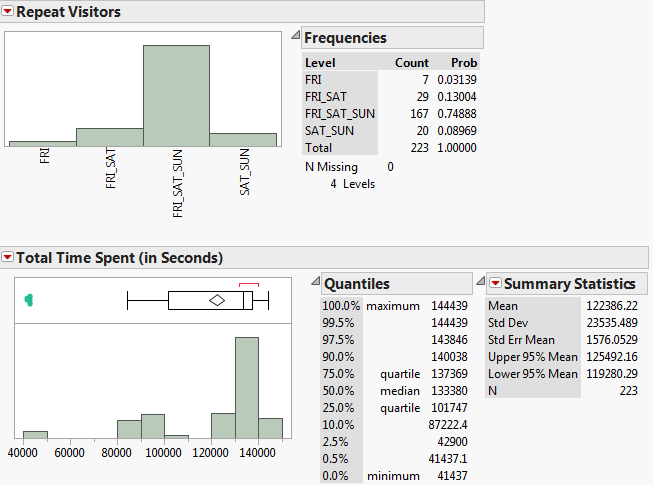 Repeat Visitors
Frequencies
Level Count Prob
FRI 7 0.03139
FRI_SAT 29 0.13004
FRI_SAT_SUN 167 0.74888
SAT_SUN 20 0.08969
Total 223 1.00000
N Missing 0
4 Levels
FRI FRI_SAT FRI_SAT_SUN SAT_SUN
Total Time Spent (in Seconds)
40000 60000 80000 100000 120000 140000
Quantiles
100.0% maximum 144439
99.5% 144439
97.5% 143846
90.0% 140038
75.0% quartile 137369
50.0% median 133380
25.0% quartile 101747
10.0% 87222.4
2.5% 42900
0.5% 41437.1
0.0% minimum 41437
Summary Statistics
Mean 122386.22
Std Dev 23535.489
Std Err Mean 1576.0529
Upper 95% Mean 125492.16
Lower 95% Mean 119280.29
N 223